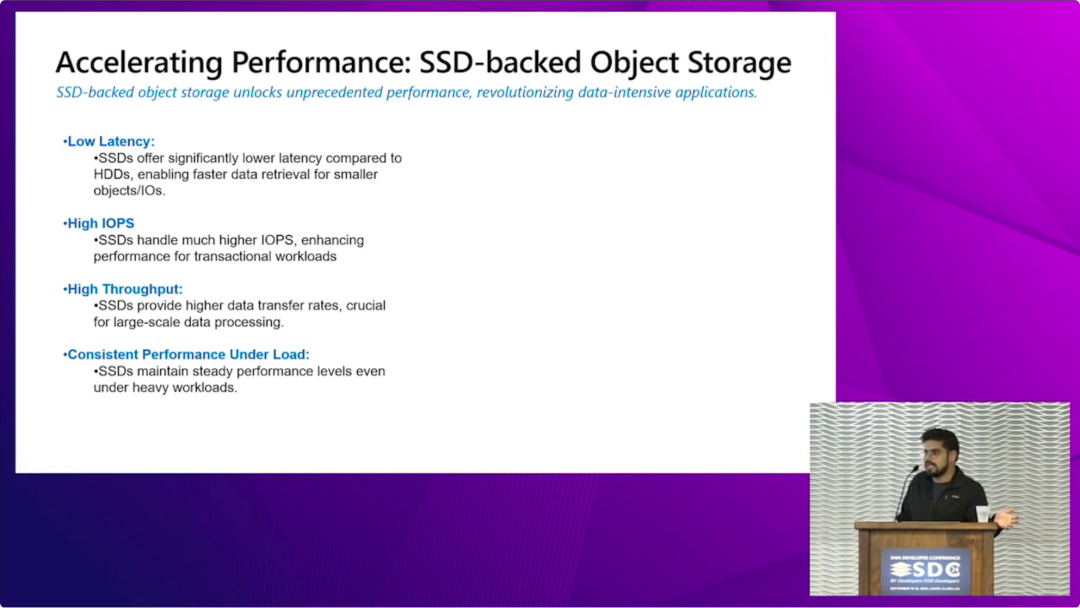 Accelerating Performance: SSD-backed Object Storage
SSD-backed object storage unlocks unprecedented performance, revolutionizing data-intensive applications.
•Low Latency:
•SSDs offer significantly lower latency compared to
HDDs, enabling faster data retrieval for smaller
objects/IOs.
•High IOPS
•SSDs handle much higher IOPS, enhancing
performance for transactional workloads
•High Throughput:
•SSDs provide higher data transfer rates, crucial
for large-scale data processing.
•Consistent Performance Under Load:
•SSDs maintain steady performance levels even
under heavy workloads.
SNIA DEVELOPER CONFERENCE
SDC
BY Developers FOR Developers